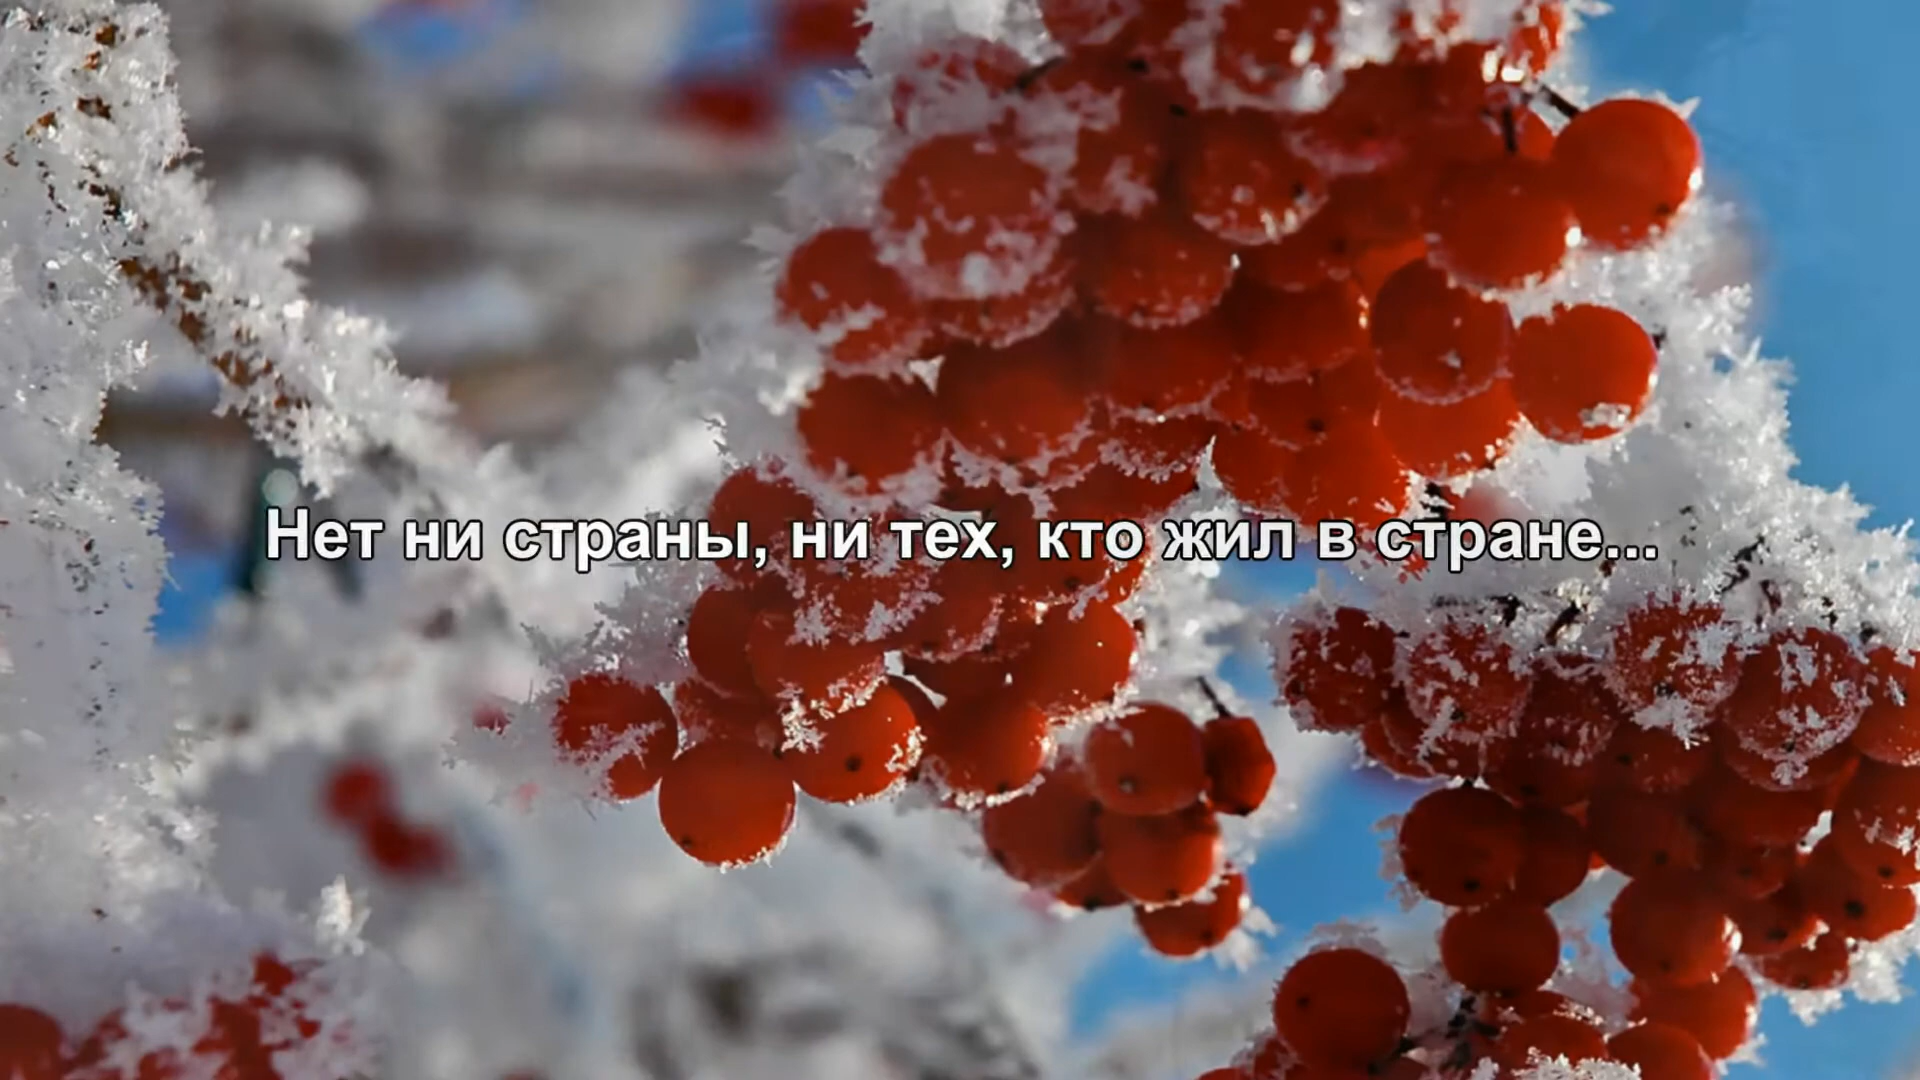 Нет ни страны, ни тех, кто жил в стране...